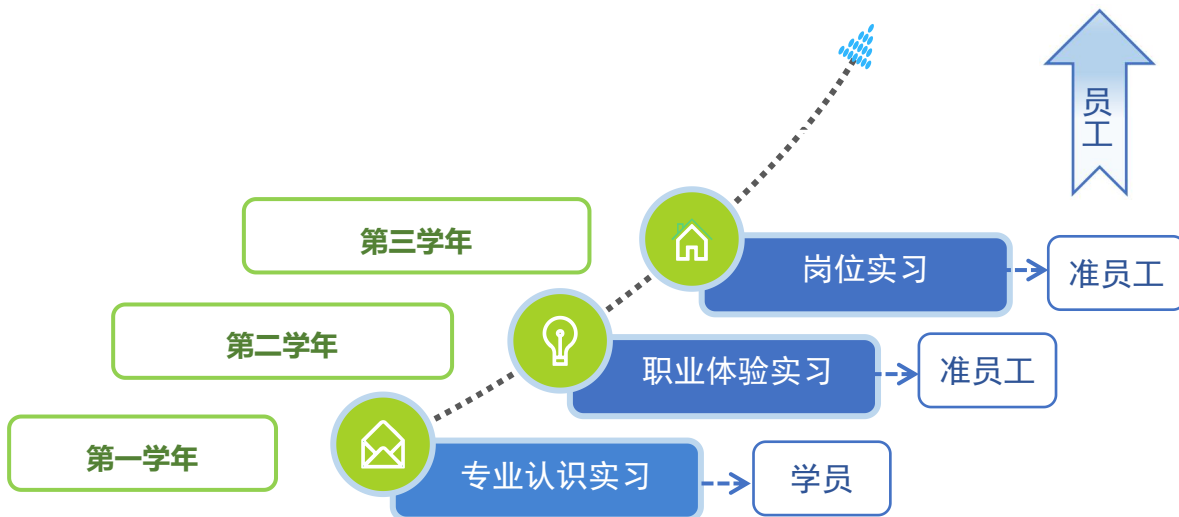 员工
第三学年
岗位实习
准员工
第二学年
职业体验实习
准员工
第一学年
专业认识实习
学员